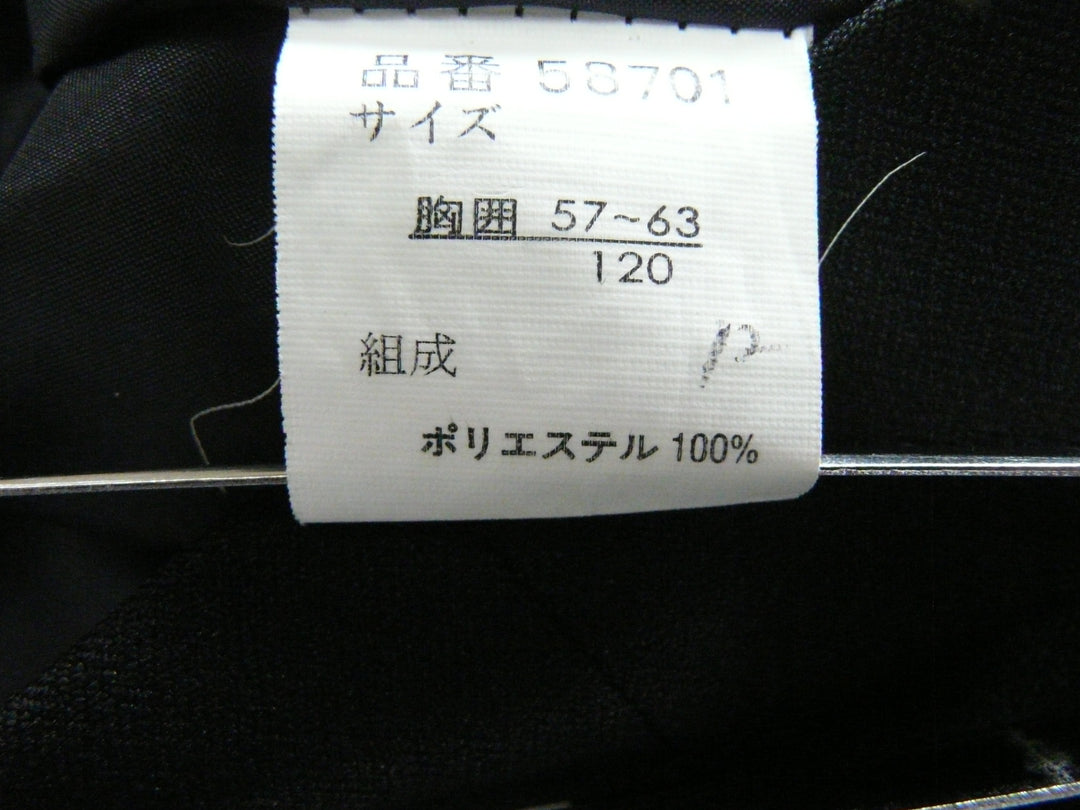 品番 58701
サイズ
胸囲 57~63
120
組成
ポリエステル 100%